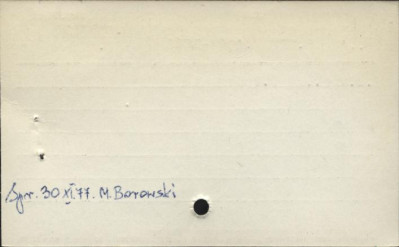 Spr. 30 XI 77. M. Borowski